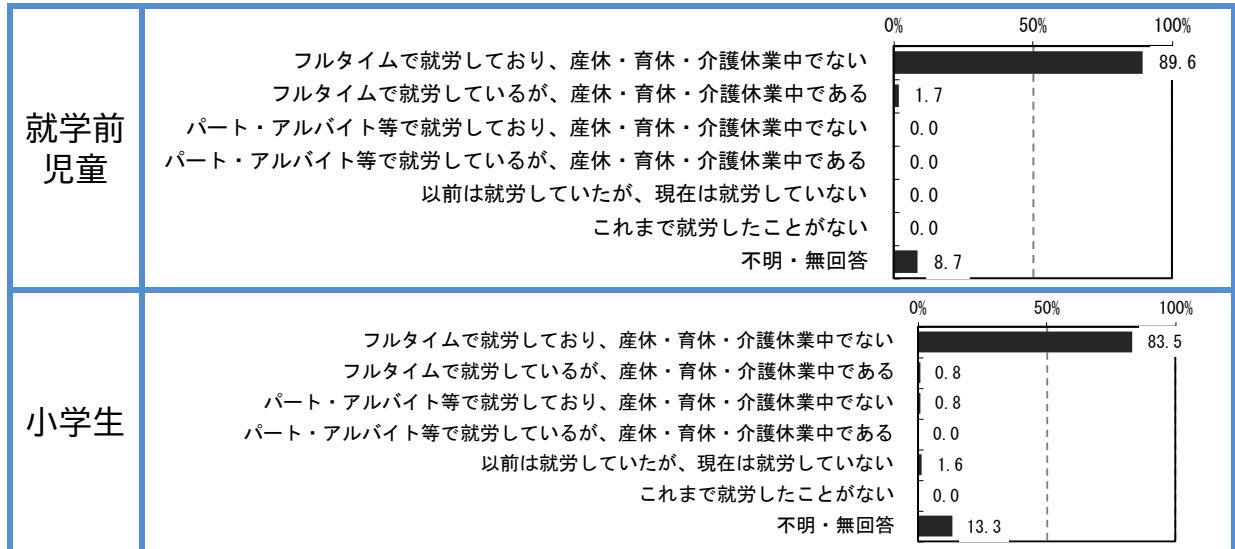 就学前
児童
0% 50% 100%
フルタイムで就労しており、産休・育休・介護休業中でない 89.6
フルタイムで就労しているが、産休・育休・介護休業中である 1.7
パート・アルバイト等で就労しており、産休・育休・介護休業中でない 0.0
パート・アルバイト等で就労しているが、産休・育休・介護休業中である 0.0
以前は就労していたが、現在は就労していない 0.0
これまで就労したことがない 0.0
不明・無回答 8.7
小学生
0% 50% 100%
フルタイムで就労しており、産休・育休・介護休業中でない 83.5
フルタイムで就労しているが、産休・育休・介護休業中である 0.8
パート・アルバイト等で就労しており、産休・育休・介護休業中でない 0.8
パート・アルバイト等で就労しているが、産休・育休・介護休業中である 0.0
以前は就労していたが、現在は就労していない 1.6
これまで就労したことがない 0.0
不明・無回答 13.3